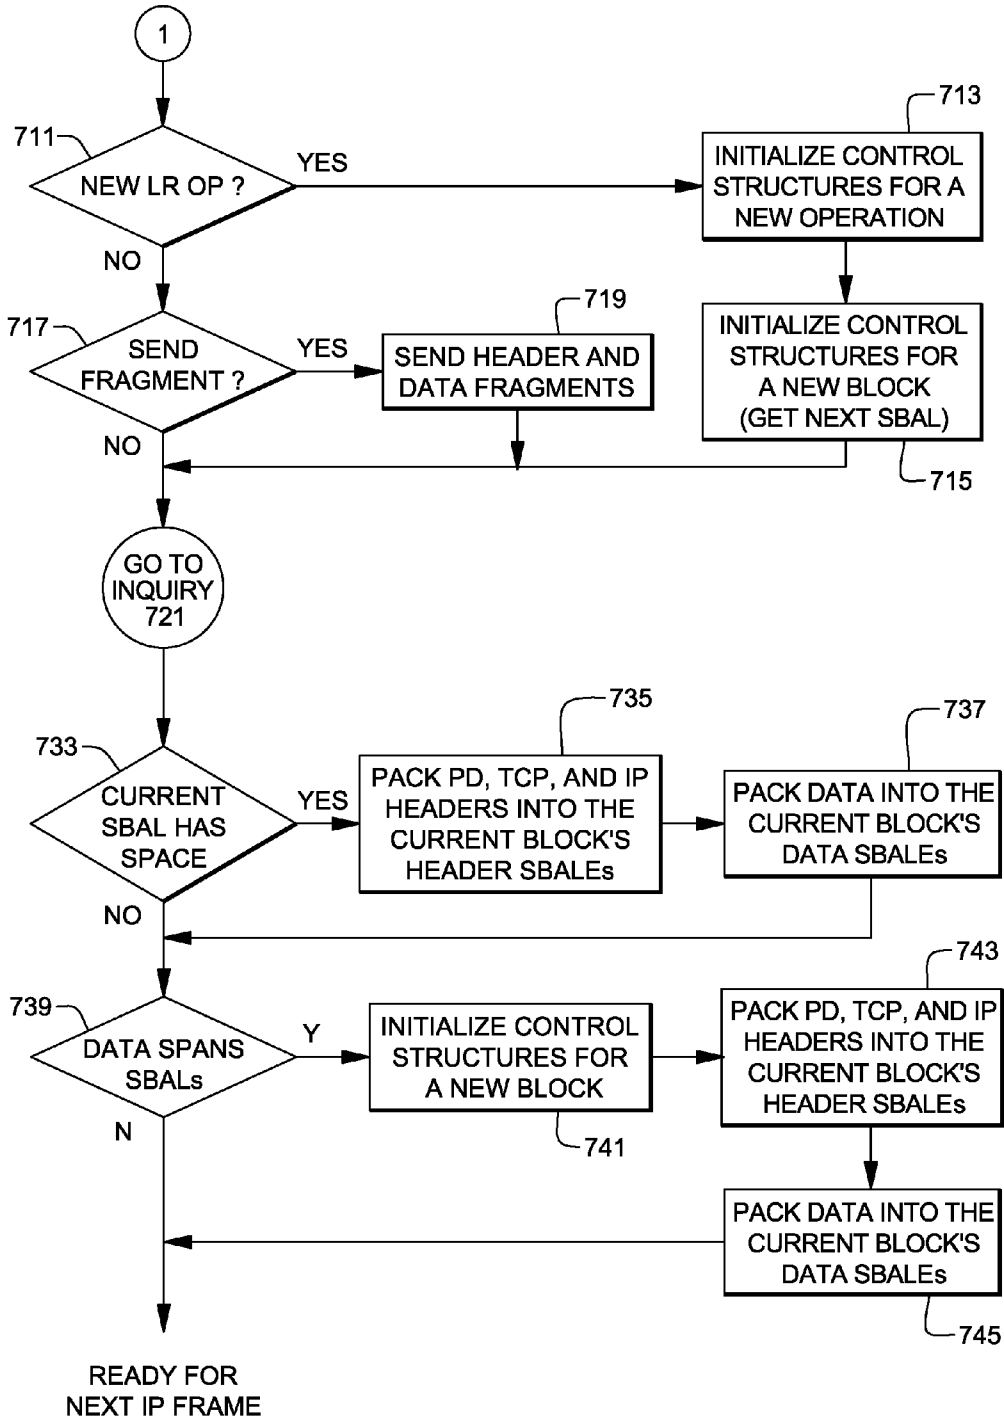 1
711
NEW LR OP ?
YES
NO
713
INITIALIZE CONTROL
STRUCTURES FOR A
NEW OPERATION
717
SEND
FRAGMENT ?
YES
NO
719
SEND HEADER AND
DATA FRAGMENTS
INITIALIZE CONTROL
STRUCTURES FOR
A NEW BLOCK
(GET NEXT SBAL)
715
GO TO
INQUIRY
721
733
CURRENT
SBAL HAS
SPACE
YES
NO
735
PACK PD, TCP, AND IP
HEADERS INTO THE
CURRENT BLOCK'S
HEADER SBALEs
737
PACK DATA INTO THE
CURRENT BLOCK'S
DATA SBALEs
739
DATA SPANS
SBALs
Y
N
INITIALIZE CONTROL
STRUCTURES FOR
A NEW BLOCK
741
743
PACK PD, TCP, AND IP
HEADERS INTO THE
CURRENT BLOCK'S
HEADER SBALEs
PACK DATA INTO THE
CURRENT BLOCK'S
DATA SBALEs
745
READY FOR
NEXT IP FRAME